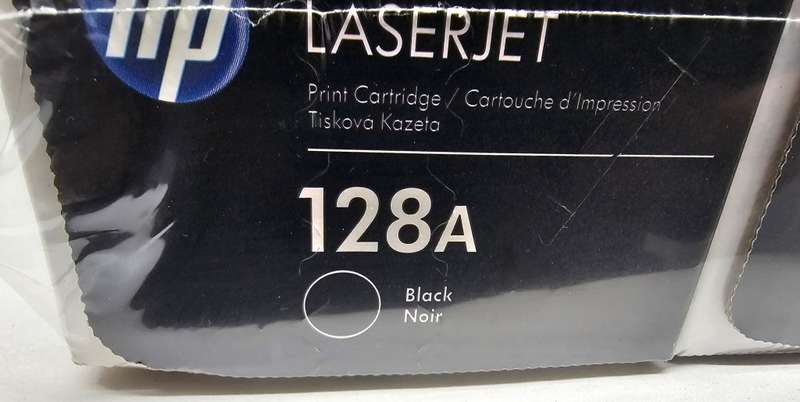 hp
LASERJET
Print Cartridge / Cartouche d'Impression
Tisková Kazeta
128A
Black
Noir